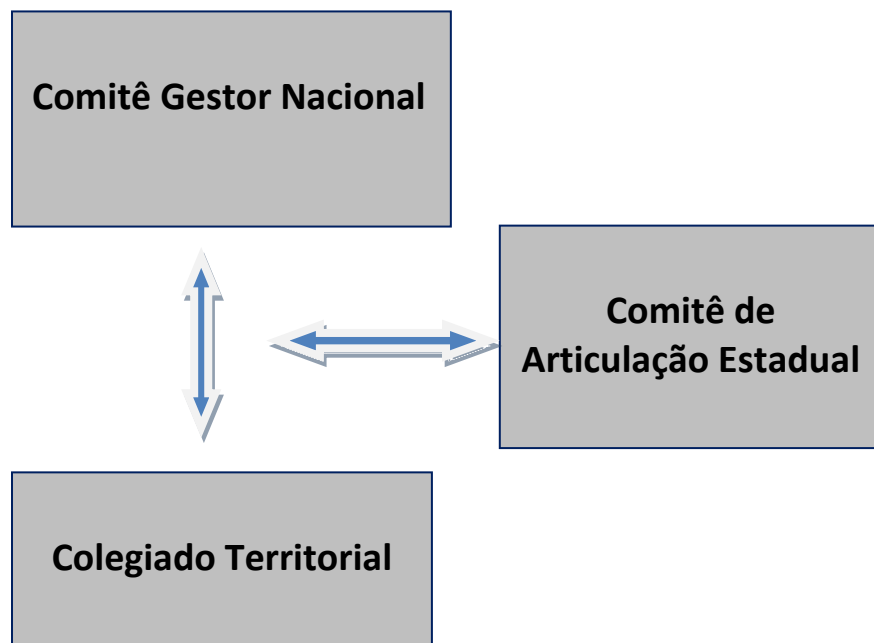 Comitê Gestor Nacional
Comitê de
Articulação Estadual
Colegiado Territorial